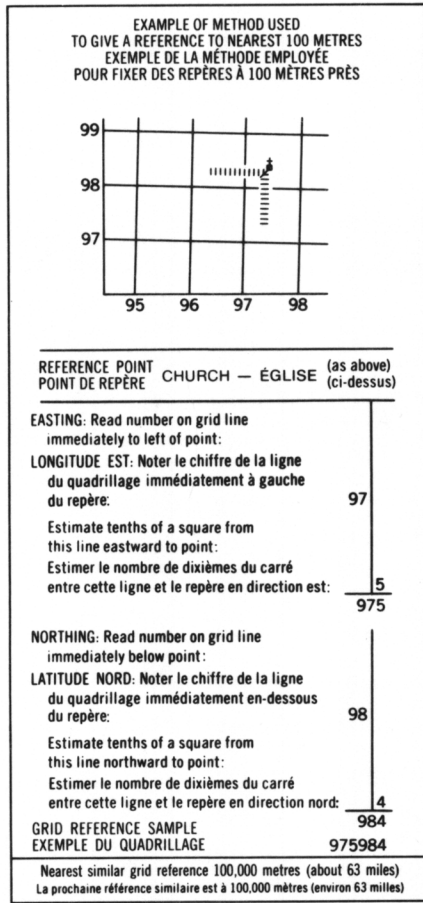 EXAMPLE OF METHOD USED
TO GIVE A REFERENCE TO NEAREST 100 METRES
EXEMPLE DE LA MÉTHODE EMPLOYÉE
POUR FIXER DES REPÈRES À 100 MÈTRES PRÈS
99
98
97
95 96 97 98
REFERENCE POINT
POINT DE REPÈRE CHURCH — ÉGLISE (as above)
(ci-dessus)
EASTING: Read number on grid line
immediately to left of point:
LONGITUDE EST: Noter le chiffre de la ligne
du quadrillage immédiatement à gauche
du repère: 97
Estimate tenths of a square from
this line eastward to point:
Estimer le nombre de dixièmes du carré
entre cette ligne et le repère en direction est: 5
975
NORTHING: Read number on grid line
immediately below point:
LATITUDE NORD: Noter le chiffre de la ligne
du quadrillage immédiatement en-dessous
du repère: 98
Estimate tenths of a square from
this line northward to point:
Estimer le nombre de dixièmes du carré
entre cette ligne et le repère en direction nord: 4
984
GRID REFERENCE SAMPLE
EXEMPLE DU QUADRILLAGE 975984
Nearest similar grid reference 100,000 metres (about 63 miles)
La prochaine référence similaire est à 100,000 mètres (environ 63 milles)